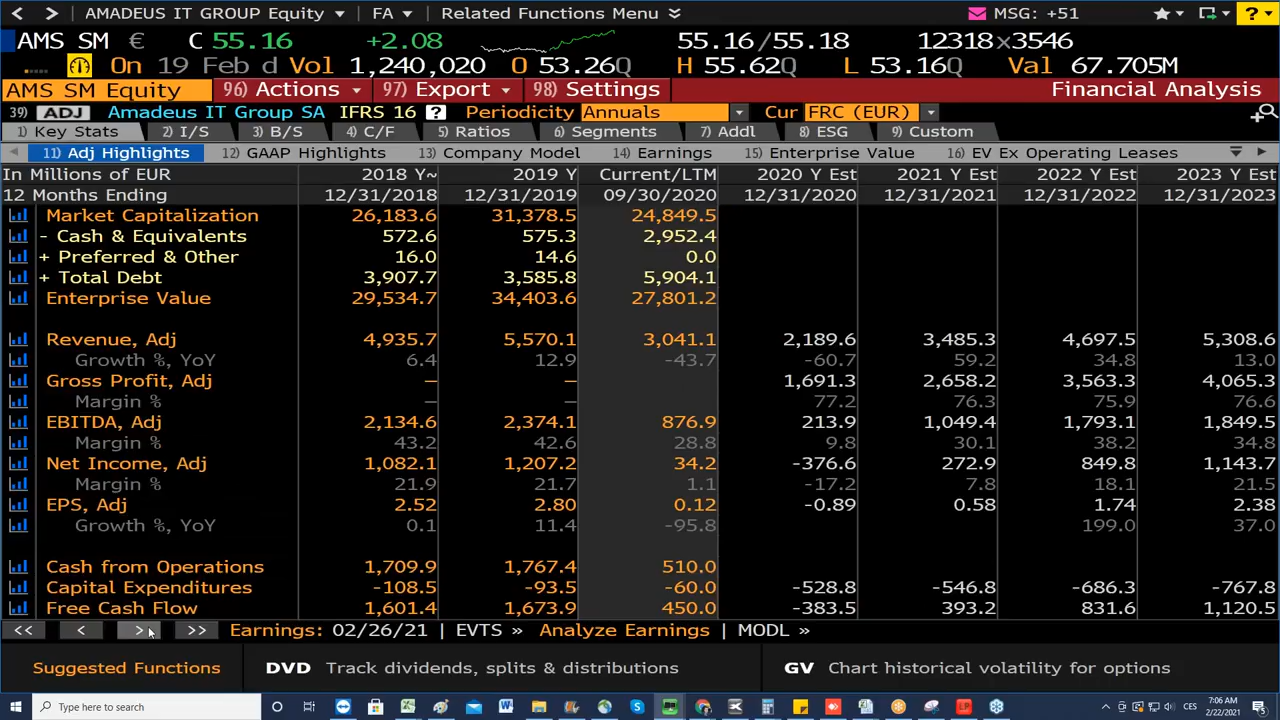 AMADEUS IT GROUP Equity FA Related Functions Menu MSG: +51 ?
AMS SM € C 55.16 +2.08 55.16/55.18 12318×3546
On 19 Feb d Vol 1,240,020 O 53.26Q H 55.62Q L 53.16Q Val 67.705M
AMS SM Equity 96) Actions 97) Export 98) Settings Financial Analysis
39) ADJ Amadeus IT Group SA IFRS 16 ? Periodicity Annuals Cur FRC (EUR)
1) Key Stats 2) I/S 3) B/S 4) C/F 5) Ratios 6) Segments 7) Addl 8) ESG 9) Custom
11) Adj Highlights 12) GAAP Highlights 13) Company Model 14) Earnings 15) Enterprise Value 16) EV Ex Operating Leases
In Millions of EUR 2018 Y~ 2019 Y Current/LTM 2020 Y Est 2021 Y Est 2022 Y Est 2023 Y Est
12 Months Ending 12/31/2018 12/31/2019 09/30/2020 12/31/2020 12/31/2021 12/31/2022 12/31/2023
Market Capitalization 26,183.6 31,378.5 24,849.5
- Cash & Equivalents 572.6 575.3 2,952.4
+ Preferred & Other 16.0 14.6 0.0
+ Total Debt 3,907.7 3,585.8 5,904.1
Enterprise Value 29,534.7 34,403.6 27,801.2
Revenue, Adj 4,935.7 5,570.1 3,041.1 2,189.6 3,485.3 4,697.5 5,308.6
Growth %, YoY 6.4 12.9 -43.7 -60.7 59.2 34.8 13.0
Gross Profit, Adj — — 1,691.3 2,658.2 3,563.3 4,065.3
Margin % — — 77.2 76.3 75.9 76.6
EBITDA, Adj 2,134.6 2,374.1 876.9 213.9 1,049.4 1,793.1 1,849.5
Margin % 43.2 42.6 28.8 9.8 30.1 38.2 34.8
Net Income, Adj 1,082.1 1,207.2 34.2 -376.6 272.9 849.8 1,143.7
Margin % 21.9 21.7 1.1 -17.2 7.8 18.1 21.5
EPS, Adj 2.52 2.80 0.12 -0.89 0.58 1.74 2.38
Growth %, YoY 0.1 11.4 -95.8 199.0 37.0
Cash from Operations 1,709.9 1,767.4 510.0
Capital Expenditures -108.5 -93.5 -60.0 -528.8 -546.8 -686.3 -767.8
Free Cash Flow 1,601.4 1,673.9 450.0 -383.5 393.2 831.6 1,120.5
<< < > >> Earnings: 02/26/21 | EVTS » Analyze Earnings | MODL »
Suggested Functions DVD Track dividends, splits & distributions GV Chart historical volatility for options
Type here to search 7:06 AM
2/22/2021